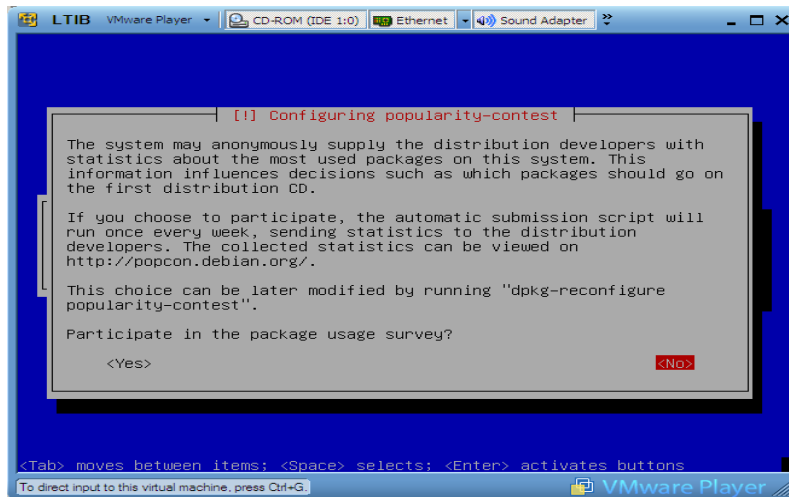 LTIB VMware Player CD-ROM (IDE 1:0) Ethernet Sound Adapter
[!] Configuring popularity-contest
The system may anonymously supply the distribution developers with
statistics about the most used packages on this system. This
information influences decisions such as which packages should go on
the first distribution CD.
If you choose to participate, the automatic submission script will
run once every week, sending statistics to the distribution
developers. The collected statistics can be viewed on
http://popcon.debian.org/.
This choice can be later modified by running "dpkg-reconfigure
popularity-contest".
Participate in the package usage survey?
<Yes> <No>
<Tab> moves between items; <Space> selects; <Enter> activates buttons
To direct input to this virtual machine, press Ctrl+G. VMware Player